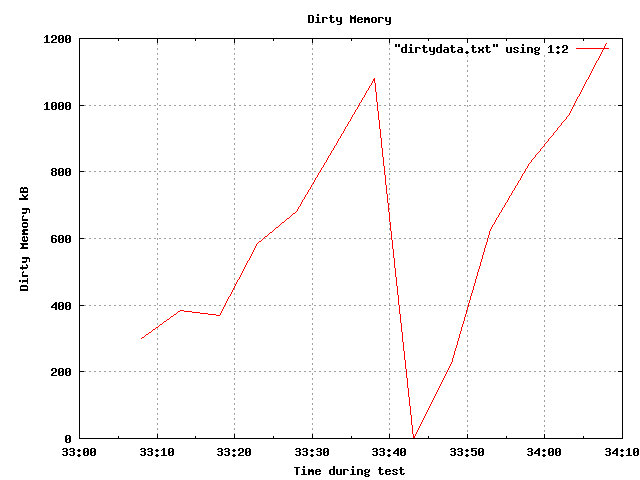 Dirty Memory
1200
"dirtydata.txt" using 1:2
1000
800
600
400
200
0
Dirty Memory kB
33:00 33:10 33:20 33:30 33:40 33:50 34:00 34:10
Time during test